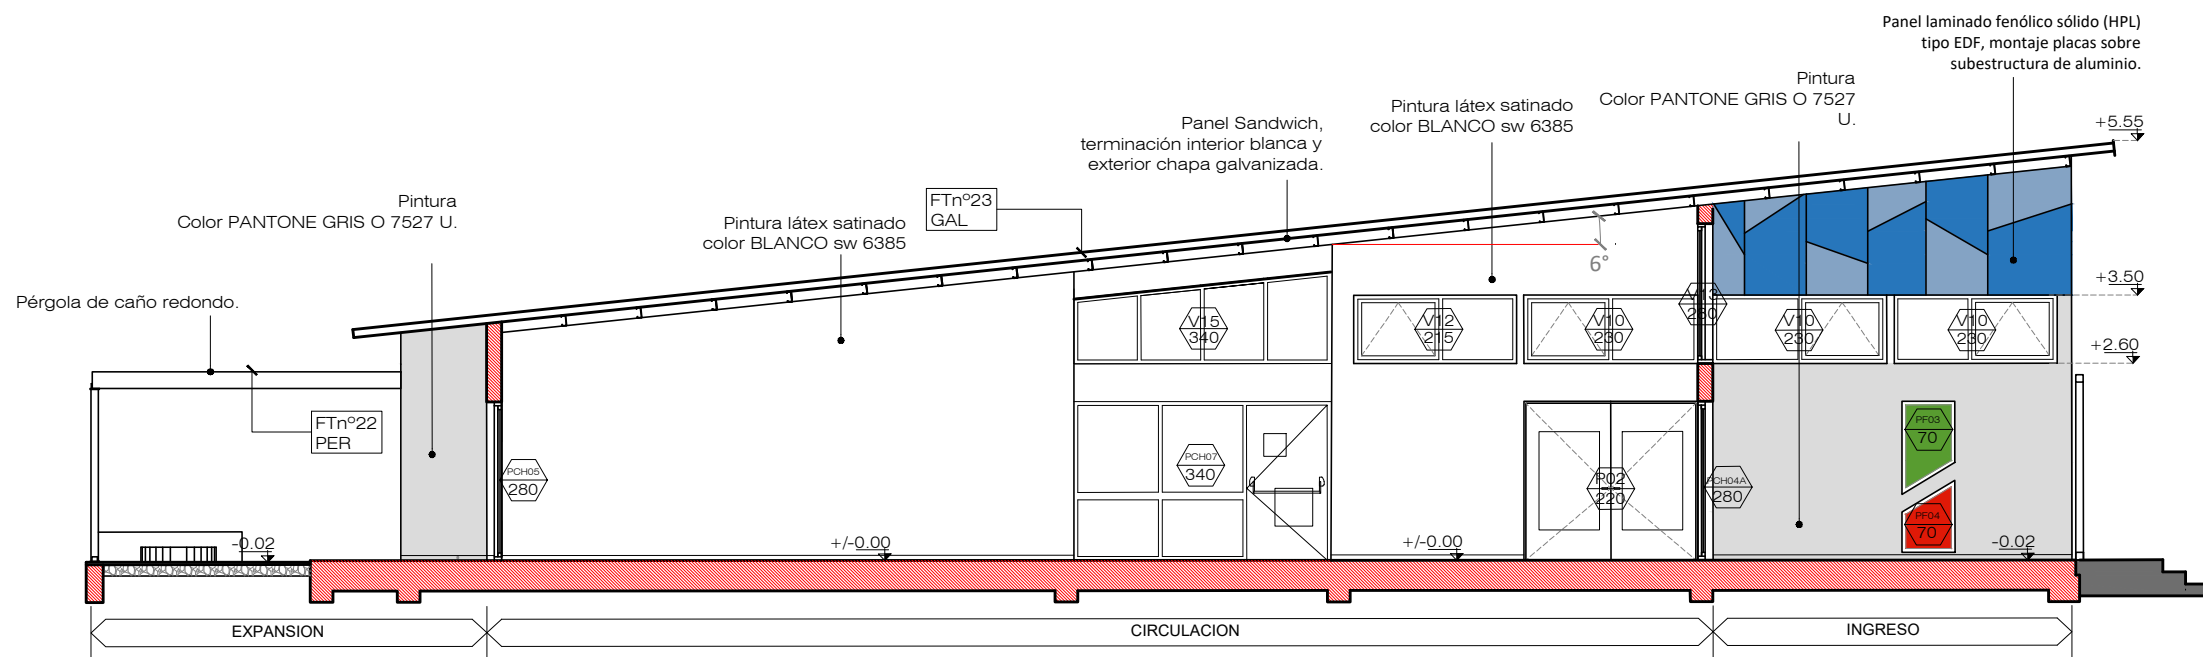 Panel laminado fenólico sólido (HPL)
tipo EDF, montaje placas sobre
subestructura de aluminio.
Pintura
Color PANTONE GRIS O 7527
U.
Pintura látex satinado
color BLANCO sw 6385
Panel Sandwich,
terminación interior blanca y
exterior chapa galvanizada.
+5.55
Pintura
Color PANTONE GRIS O 7527 U.
FTnº23
GAL
Pintura látex satinado
color BLANCO sw 6385
6°
Pérgola de caño redondo.
+3.50
V15
340
V12
215
V10
230
V13
280
V10
230
V10
230
+2.60
FTnº22
PER
PCH05
280
PCH07
340
P02
220
PCH04A
280
PF03
70
PF04
70
-0.02
+/-0.00
+/-0.00
-0.02
EXPANSION
CIRCULACION
INGRESO